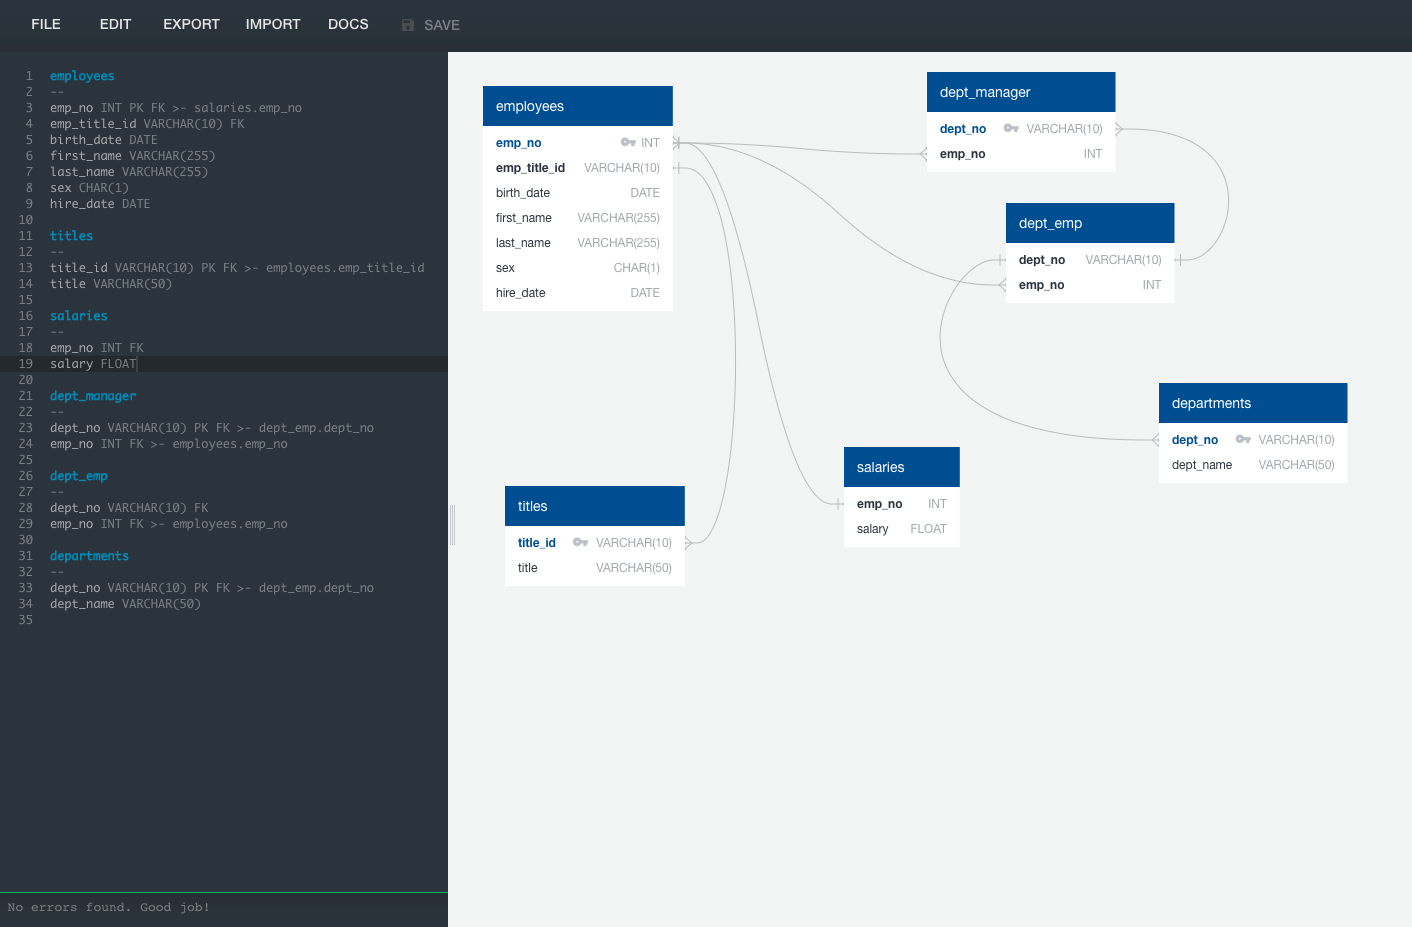 FILE EDIT EXPORT IMPORT DOCS SAVE
1 employees
2 --
3 emp_no INT PK FK >- salaries.emp_no
4 emp_title_id VARCHAR(10) FK
5 birth_date DATE
6 first_name VARCHAR(255)
7 last_name VARCHAR(255)
8 sex CHAR(1)
9 hire_date DATE
10
11 titles
12 --
13 title_id VARCHAR(10) PK FK >- employees.emp_title_id
14 title VARCHAR(50)
15
16 salaries
17 --
18 emp_no INT FK
19 salary FLOAT
20
21 dept_manager
22 --
23 dept_no VARCHAR(10) PK FK >- dept_emp.dept_no
24 emp_no INT FK >- employees.emp_no
25
26 dept_emp
27 --
28 dept_no VARCHAR(10) FK
29 emp_no INT FK >- employees.emp_no
30
31 departments
32 --
33 dept_no VARCHAR(10) PK FK >- dept_emp.dept_no
34 dept_name VARCHAR(50)
35
No errors found. Good job!
employees
emp_no INT
emp_title_id VARCHAR(10)
birth_date DATE
first_name VARCHAR(255)
last_name VARCHAR(255)
sex CHAR(1)
hire_date DATE
dept_manager
dept_no VARCHAR(10)
emp_no INT
dept_emp
dept_no VARCHAR(10)
emp_no INT
departments
dept_no VARCHAR(10)
dept_name VARCHAR(50)
salaries
emp_no INT
salary FLOAT
titles
title_id VARCHAR(10)
title VARCHAR(50)